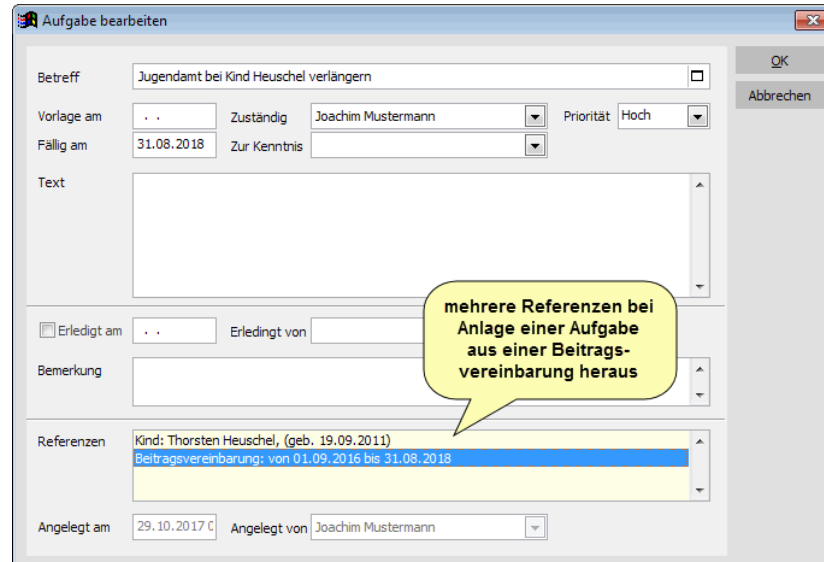 Aufgabe bearbeiten
OK
Abbrechen
Betreff Jugendamt bei Kind Heuschel verlängern
Vorlage am . . Zuständig Joachim Mustermann Priorität Hoch
Fällig am 31.08.2018 Zur Kenntnis
Text
mehrere Referenzen bei
Anlage einer Aufgabe
aus einer Beitrags-
vereinbarung heraus
Erledigt am . . Erledingt von
Bemerkung
Referenzen Kind: Thorsten Heuschel, (geb. 19.09.2011)
Beitragsvereinbarung: von 01.09.2016 bis 31.08.2018
Angelegt am 29.10.2017 Angelegt von Joachim Mustermann